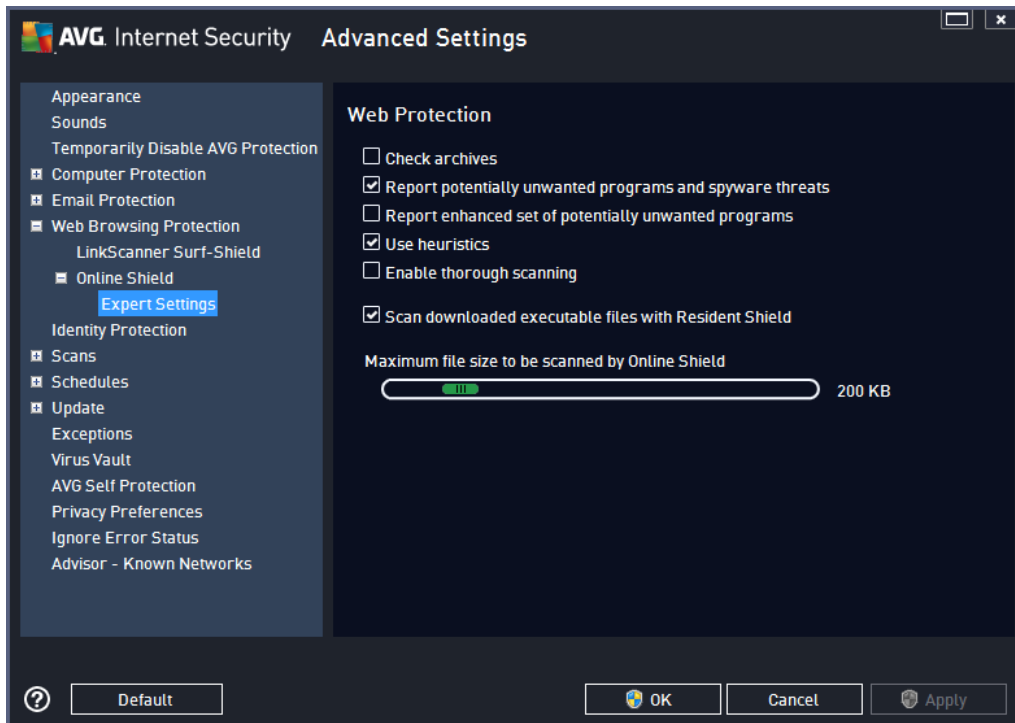 AVG. Internet Security Advanced Settings
Appearance
Sounds
Temporarily Disable AVG Protection
Computer Protection
Email Protection
Web Browsing Protection
LinkScanner Surf-Shield
Online Shield
Expert Settings
Identity Protection
Scans
Schedules
Update
Exceptions
Virus Vault
AVG Self Protection
Privacy Preferences
Ignore Error Status
Advisor - Known Networks
Web Protection
Check archives
Report potentially unwanted programs and spyware threats
Report enhanced set of potentially unwanted programs
Use heuristics
Enable thorough scanning
Scan downloaded executable files with Resident Shield
Maximum file size to be scanned by Online Shield
200 KB
? Default OK Cancel Apply